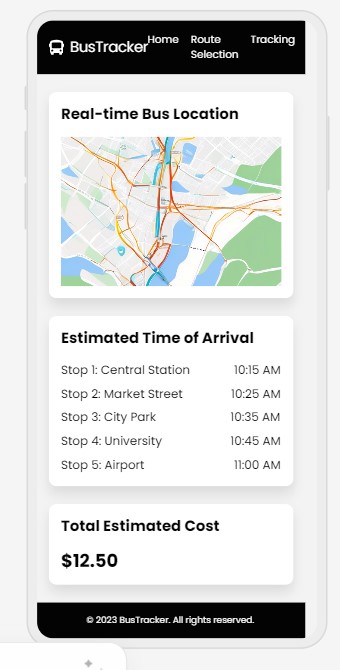 BusTracker Home Route Selection Tracking
Real-time Bus Location
Estimated Time of Arrival
Stop 1: Central Station 10:15 AM
Stop 2: Market Street 10:25 AM
Stop 3: City Park 10:35 AM
Stop 4: University 10:45 AM
Stop 5: Airport 11:00 AM
Total Estimated Cost
$12.50
© 2023 BusTracker. All rights reserved.